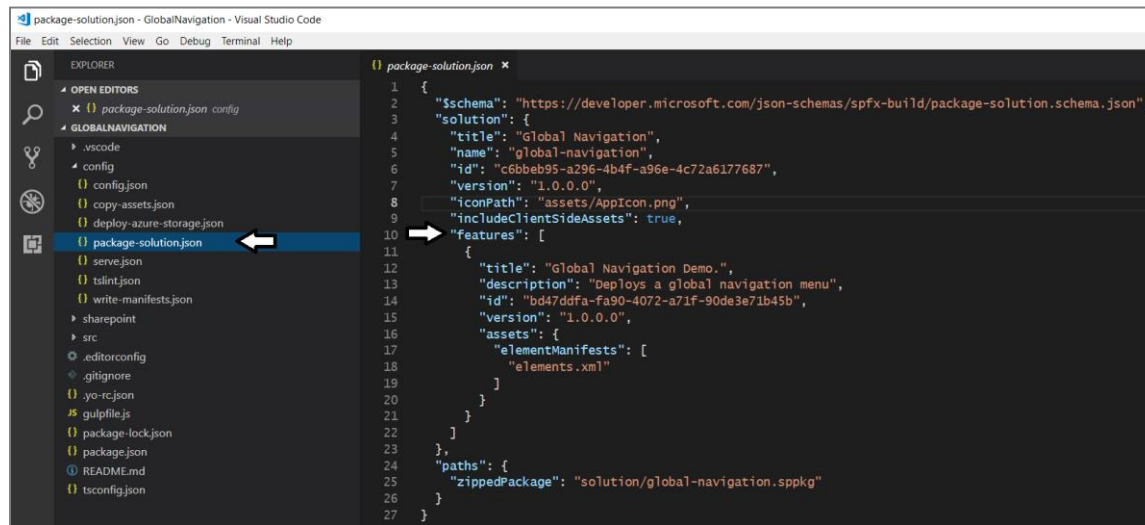 package-solution.json - GlobalNavigation - Visual Studio Code
File Edit Selection View Go Debug Terminal Help
EXPLORER
OPEN EDITORS
× {} package-solution.json config
GLOBALNAVIGATION
.vscode
config
{} config.json
{} copy-assets.json
{} deploy-azure-storage.json
{} package-solution.json
{} serve.json
{} tslint.json
{} write-manifests.json
sharepoint
src
.editorconfig
.gitignore
{} .yo-rc.json
JS gulpfile.js
{} package-lock.json
{} package.json
README.md
{} tsconfig.json
{} package-solution.json ×
1 {
2 "$schema": "https://developer.microsoft.com/json-schemas/spfx-build/package-solution.schema.json"
3 "solution": {
4 "title": "Global Navigation",
5 "name": "global-navigation",
6 "id": "c6bbeb95-a296-4b4f-a96e-4c72a6177687",
7 "version": "1.0.0.0",
8 "iconPath": "assets/AppIcon.png",
9 "includeClientSideAssets": true,
10 "features": [
11 {
12 "title": "Global Navigation Demo.",
13 "description": "Deploys a global navigation menu",
14 "id": "bd47ddfa-fa90-4072-a71f-90de3e71b45b",
15 "version": "1.0.0.0",
16 "assets": {
17 "elementManifests": [
18 "elements.xml"
19 ]
20 }
21 }
22 ]
23 },
24 "paths": {
25 "zippedPackage": "solution/global-navigation.sppkg"
26 }
27 }